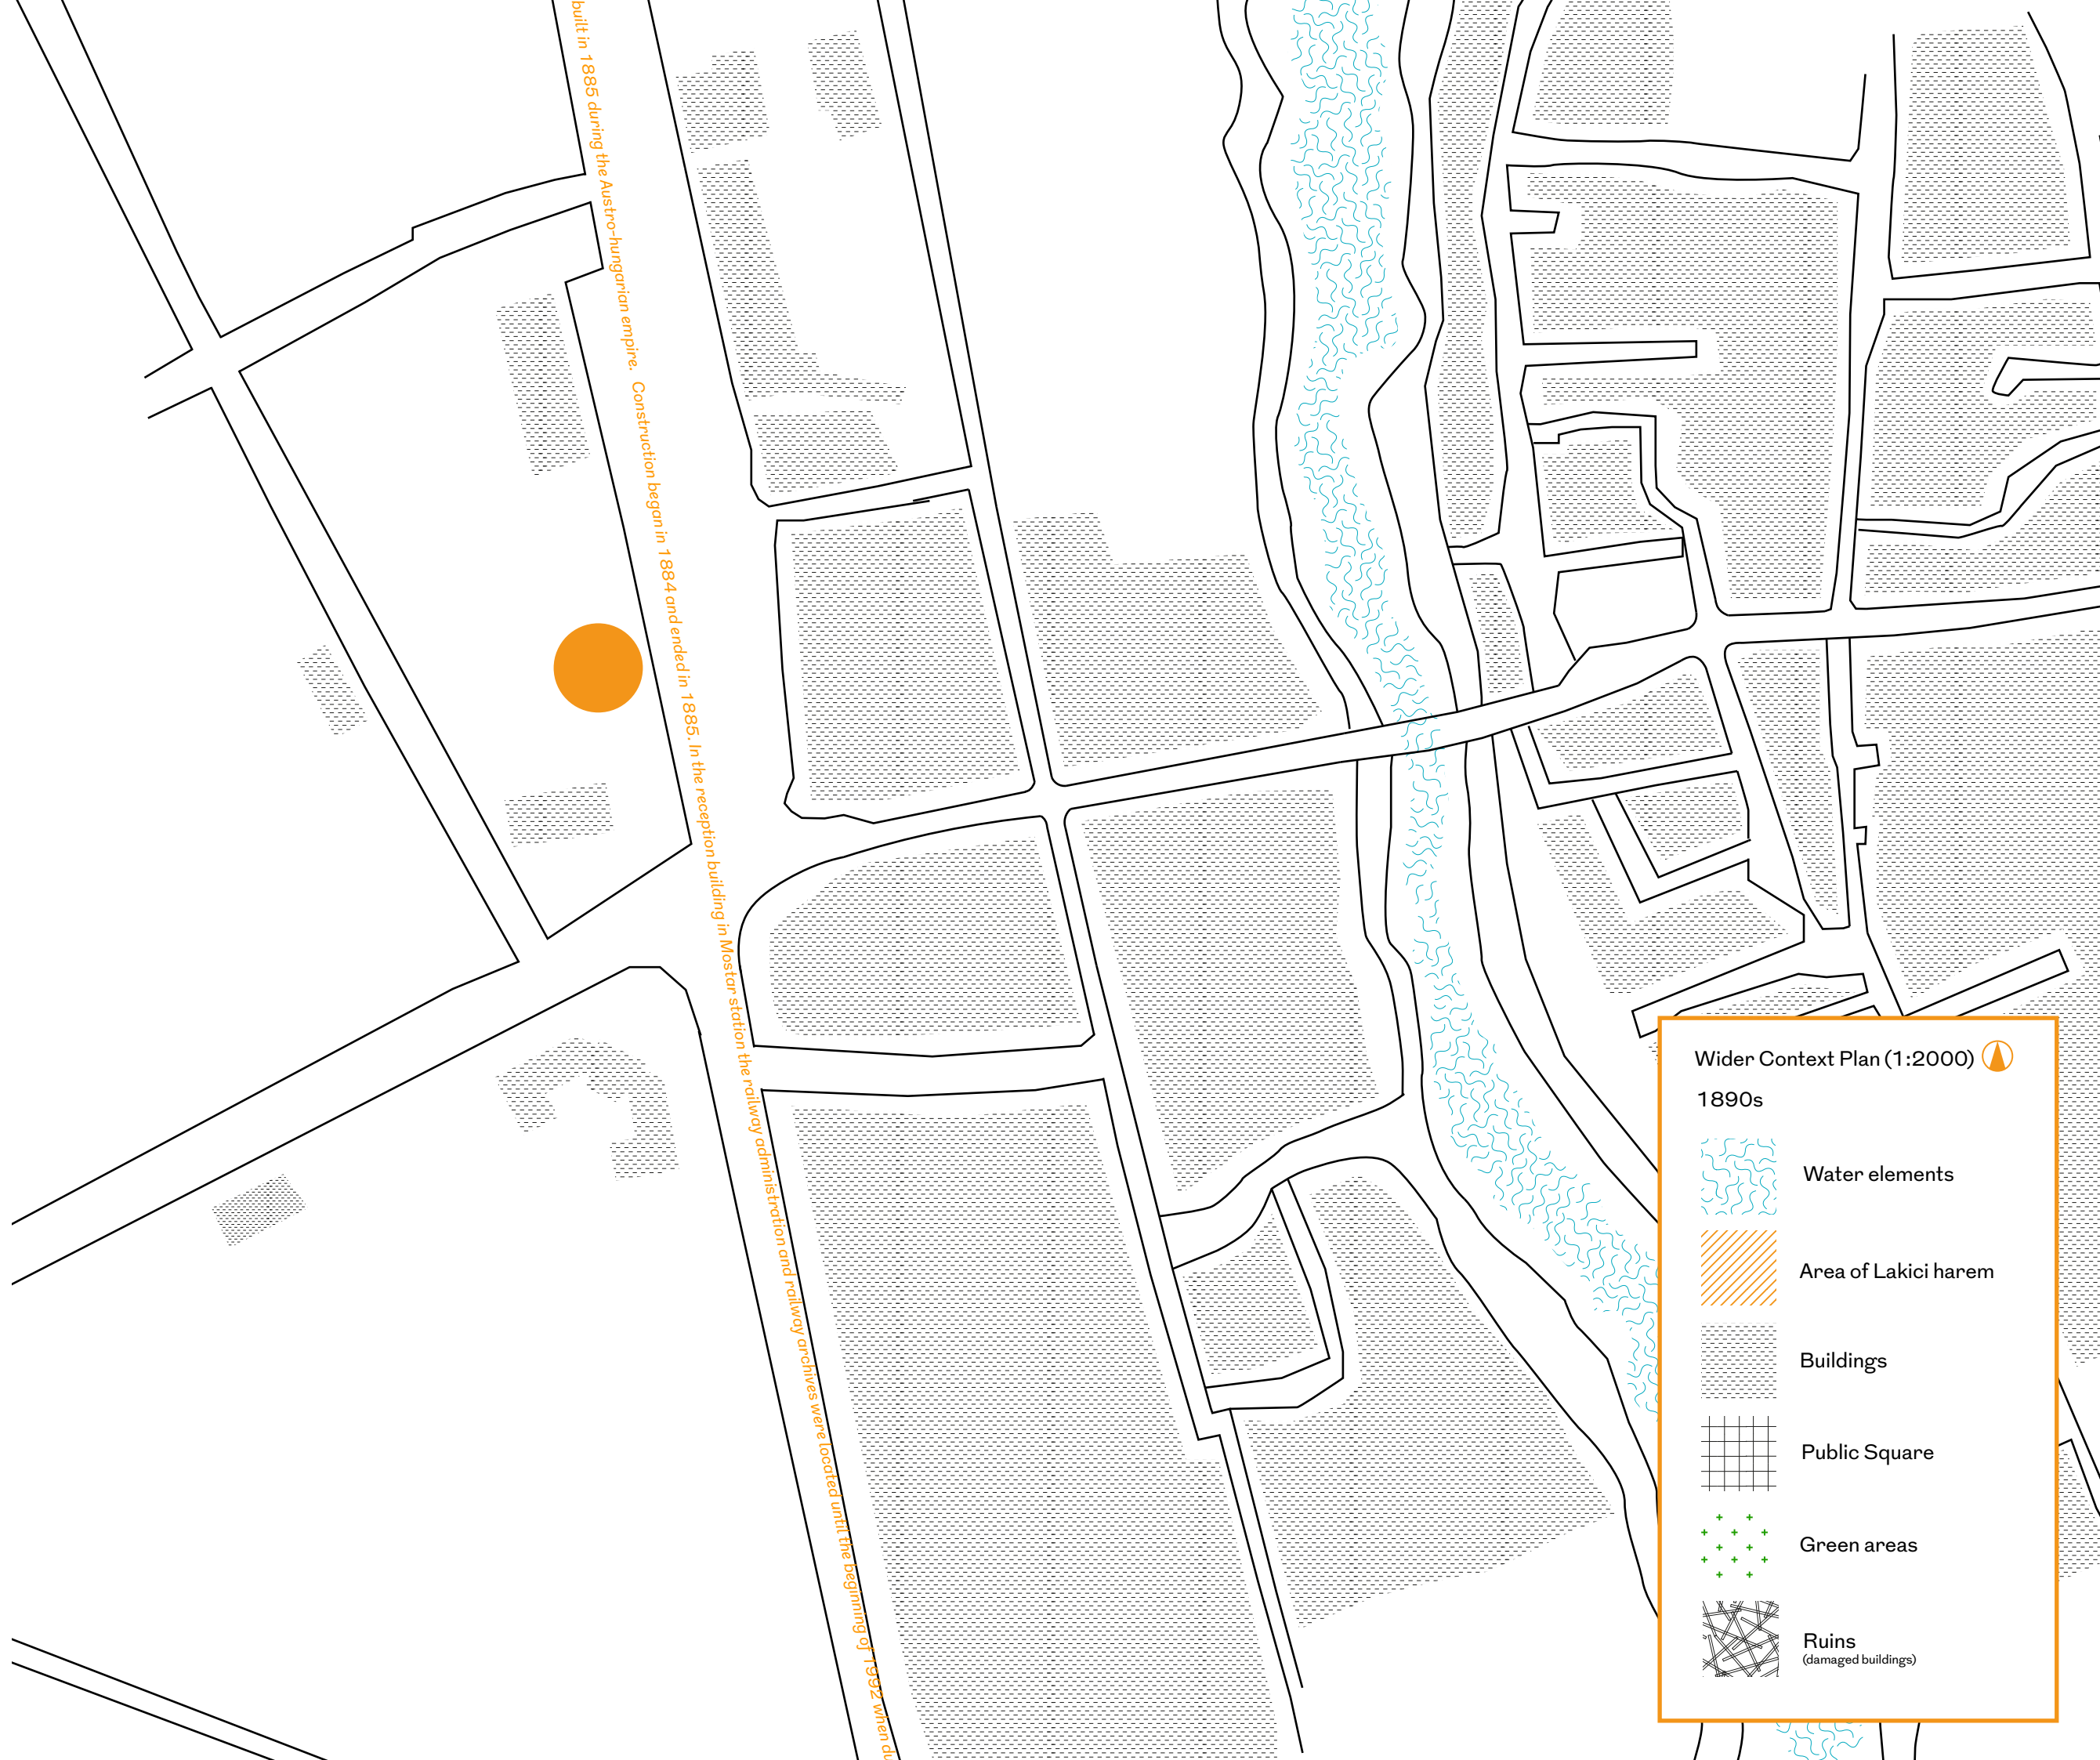 built in 1885 during the Austro-hungarian empire. Construction began in 1884 and ended in 1885. In the reception building in Mostar station the railway administration and railway archives were located until the beginning of 1992 when du
Wider Context Plan (1:2000)
1890s
Water elements
Area of Lakici harem
Buildings
Public Square
Green areas
Ruins
(damaged buildings)